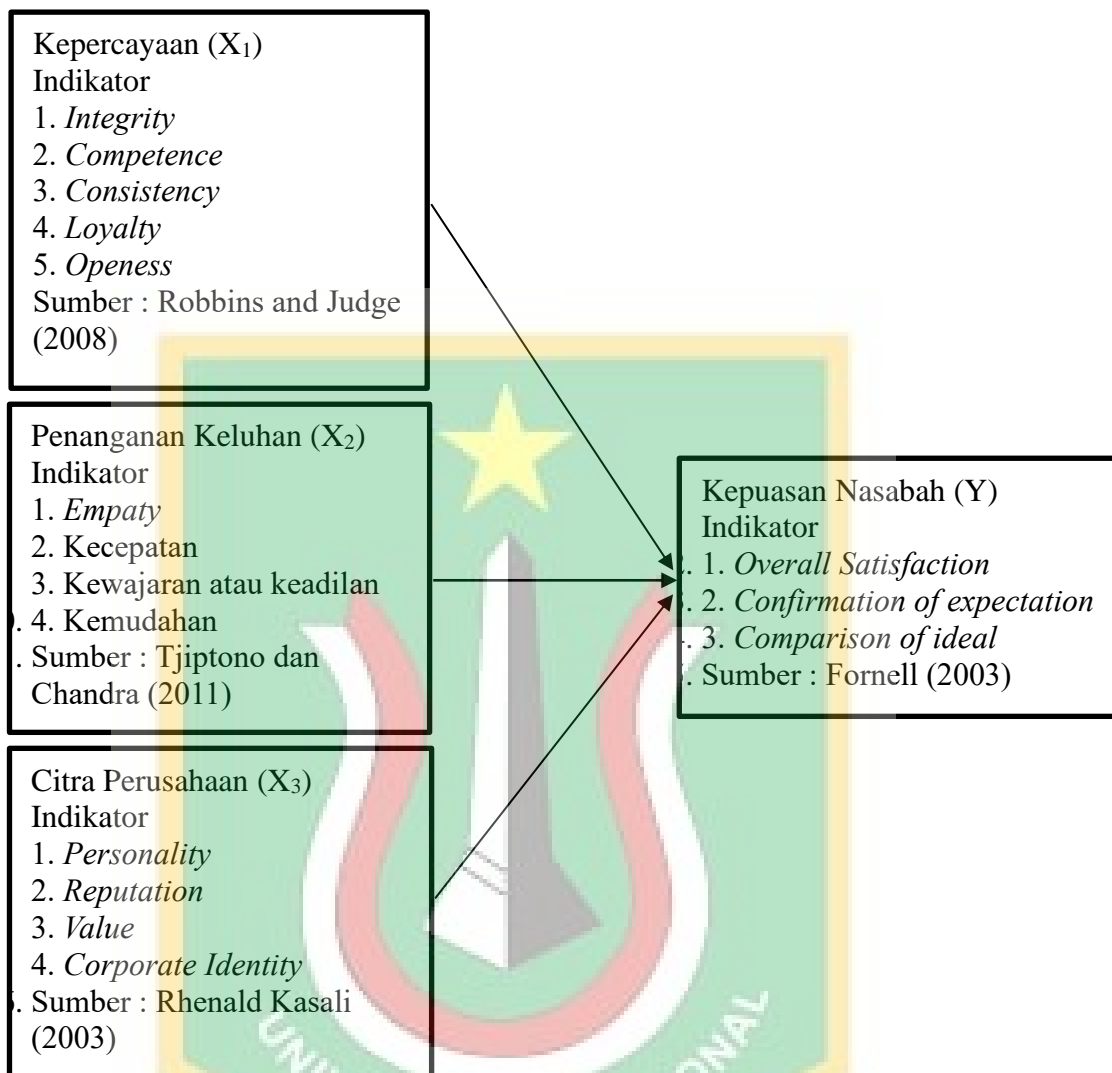 Kepercayaan (X₁)
Indikator
1. Integrity
2. Competence
3. Consistency
4. Loyalty
5. Openess
Sumber : Robbins and Judge
(2008)
Penanganan Keluhan (X₂)
Indikator
1. Empaty
2. Kecepatan
3. Kewajaran atau keadilan
4. Kemudahan
Sumber : Tjiptono dan
Chandra (2011)
Citra Perusahaan (X₃)
Indikator
1. Personality
2. Reputation
3. Value
4. Corporate Identity
Sumber : Rhenald Kasali
(2003)
Kepuasan Nasabah (Y)
Indikator
1. Overall Satisfaction
2. Confirmation of expectation
3. Comparison of ideal
Sumber : Fornell (2003)